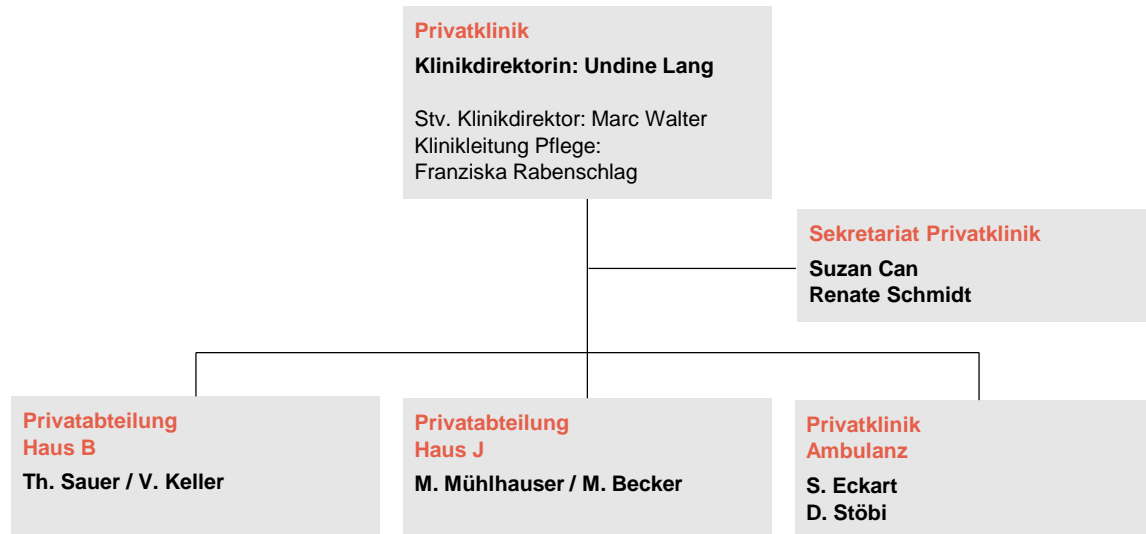 Privatklinik
Klinikdirektorin: Undine Lang
Stv. Klinikdirektor: Marc Walter
Klinikleitung Pflege:
Franziska Rabenschlag
Sekretariat Privatklinik
Suzan Can
Renate Schmidt
Privatabteilung
Haus B
Th. Sauer / V. Keller
Privatabteilung
Haus J
M. Mühlhauser / M. Becker
Privatklinik
Ambulanz
S. Eckart
D. Stöbi